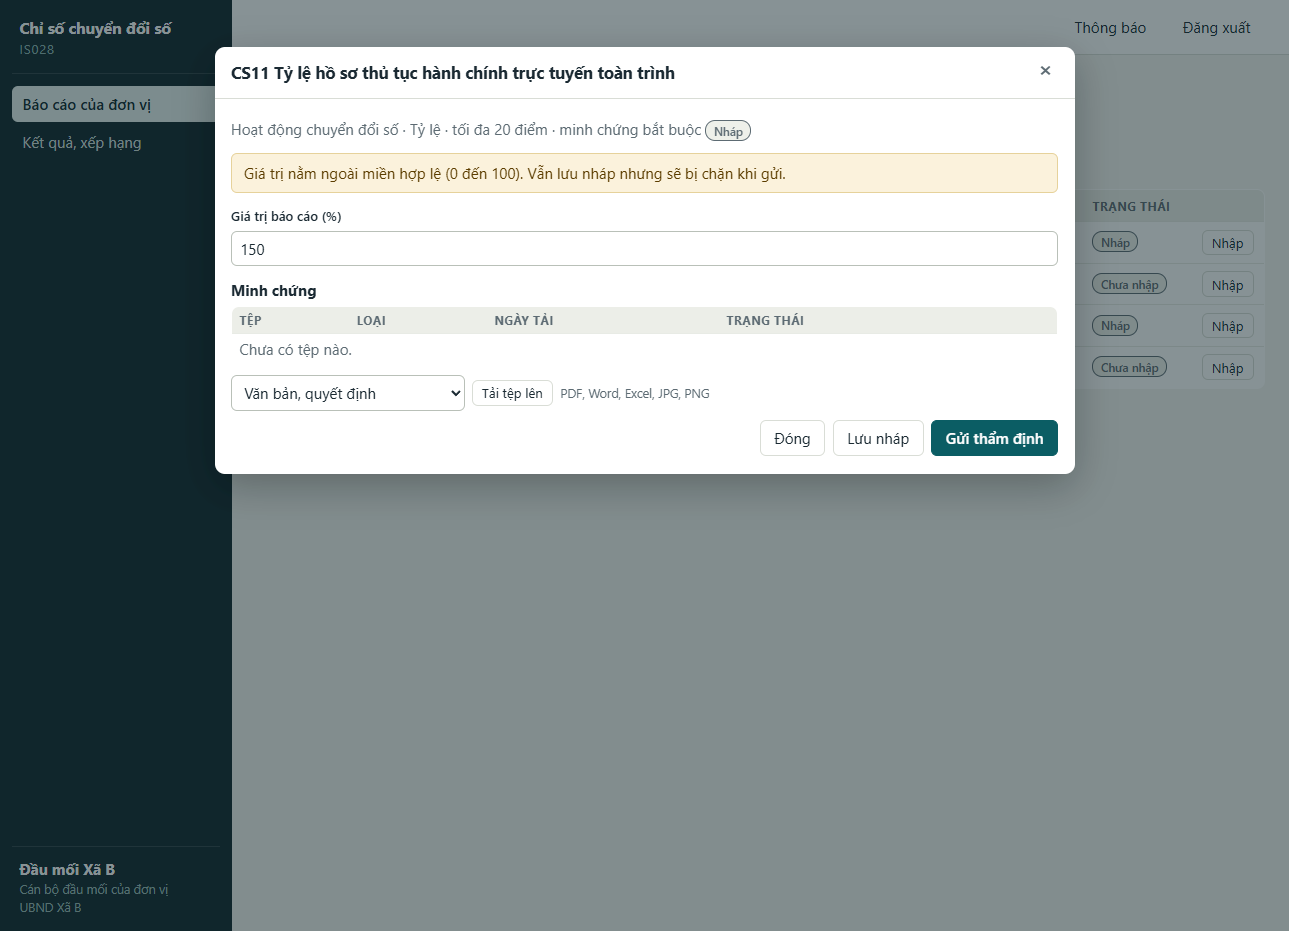 Chỉ số chuyển đổi số
IS028
Báo cáo của đơn vị
Kết quả, xếp hạng
Thông báo Đăng xuất
CS11 Tỷ lệ hồ sơ thủ tục hành chính trực tuyến toàn trình ×
Hoạt động chuyển đổi số · Tỷ lệ · tối đa 20 điểm · minh chứng bắt buộc Nháp
Giá trị nằm ngoài miền hợp lệ (0 đến 100). Vẫn lưu nháp nhưng sẽ bị chặn khi gửi.
Giá trị báo cáo (%)
150
Minh chứng
TỆP LOẠI NGÀY TẢI TRẠNG THÁI
Chưa có tệp nào.
Văn bản, quyết định Tải tệp lên PDF, Word, Excel, JPG, PNG
Đóng Lưu nháp Gửi thẩm định
TRẠNG THÁI
Nháp Nhập
Chưa nhập Nhập
Nháp Nhập
Chưa nhập Nhập
Đầu mối Xã B
Cán bộ đầu mối của đơn vị
UBND Xã B